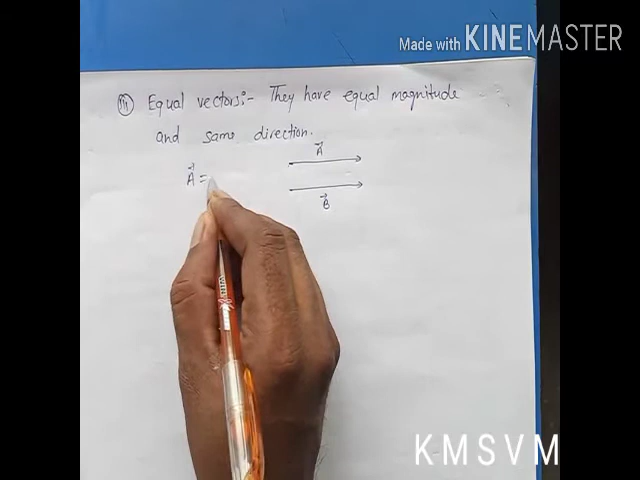 Made with KINEMASTER
(III) Equal vectors:- They have equal magnitude
and same direction.
A⃗
A⃗ =
B⃗
KMSVM